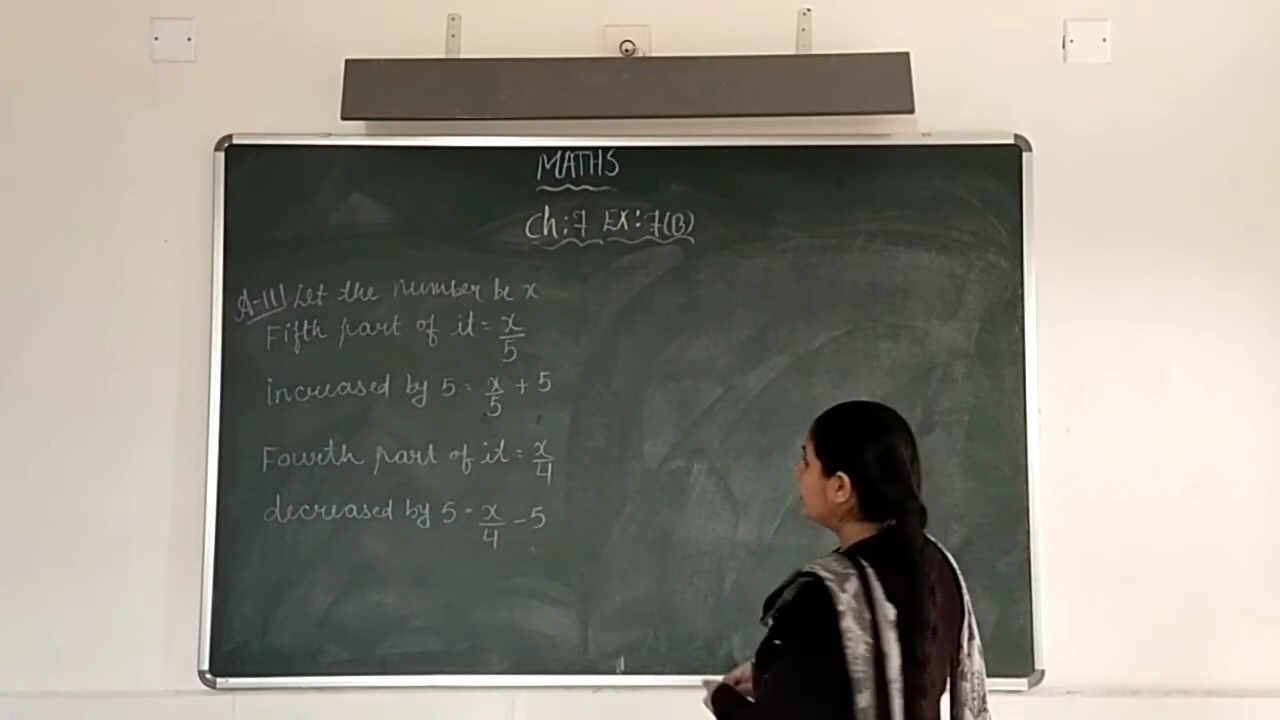 MATHS
Ch:7 EX:7(B)
A-11) Let the number be x.
Fifth part of it = x/5
increased by 5 = x/5 + 5
Fourth part of it = x/4
decreased by 5 = x/4 - 5